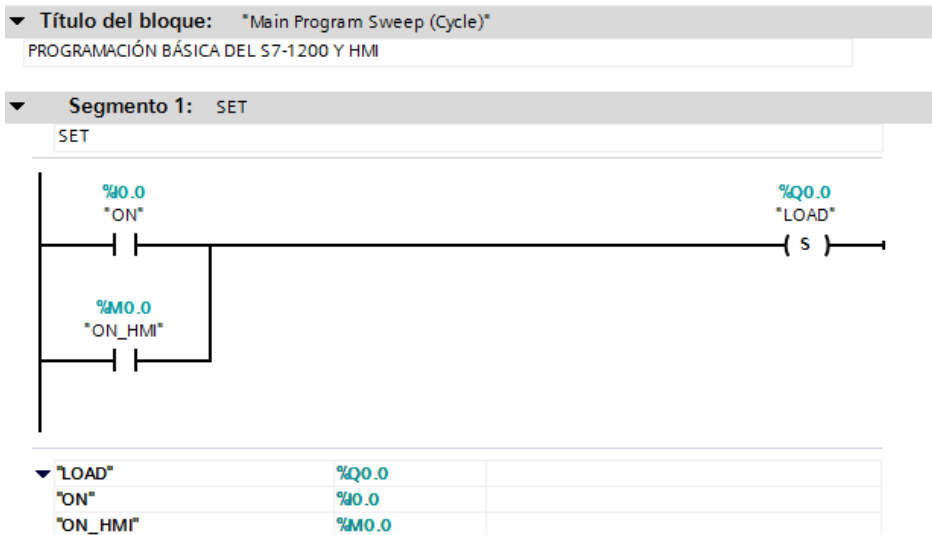 Título del bloque: "Main Program Sweep (Cycle)"
PROGRAMACIÓN BÁSICA DEL S7-1200 Y HMI
Segmento 1: SET
SET
%I0.0
"ON"
%Q0.0
"LOAD"
S
%M0.0
"ON_HMI"
"LOAD" %Q0.0
"ON" %I0.0
"ON_HMI" %M0.0